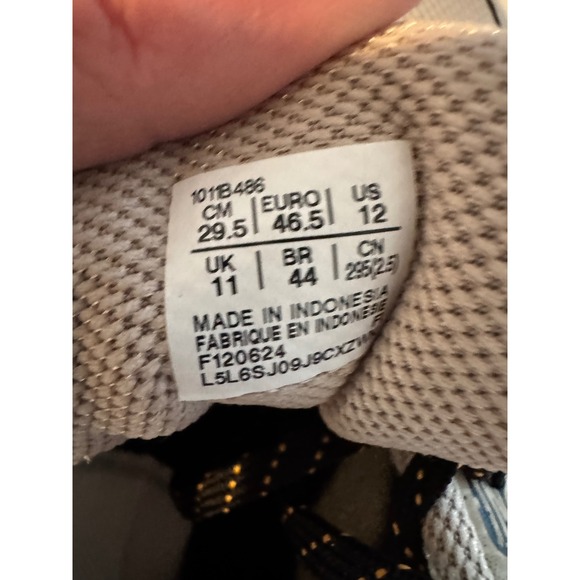 1011B486
CM | EURO | US
29.5 | 46.5 | 12
UK | BR | CN
11 | 44 | 295(2.5)
MADE IN INDONESIA
FABRIQUE EN INDONESIE
F120624